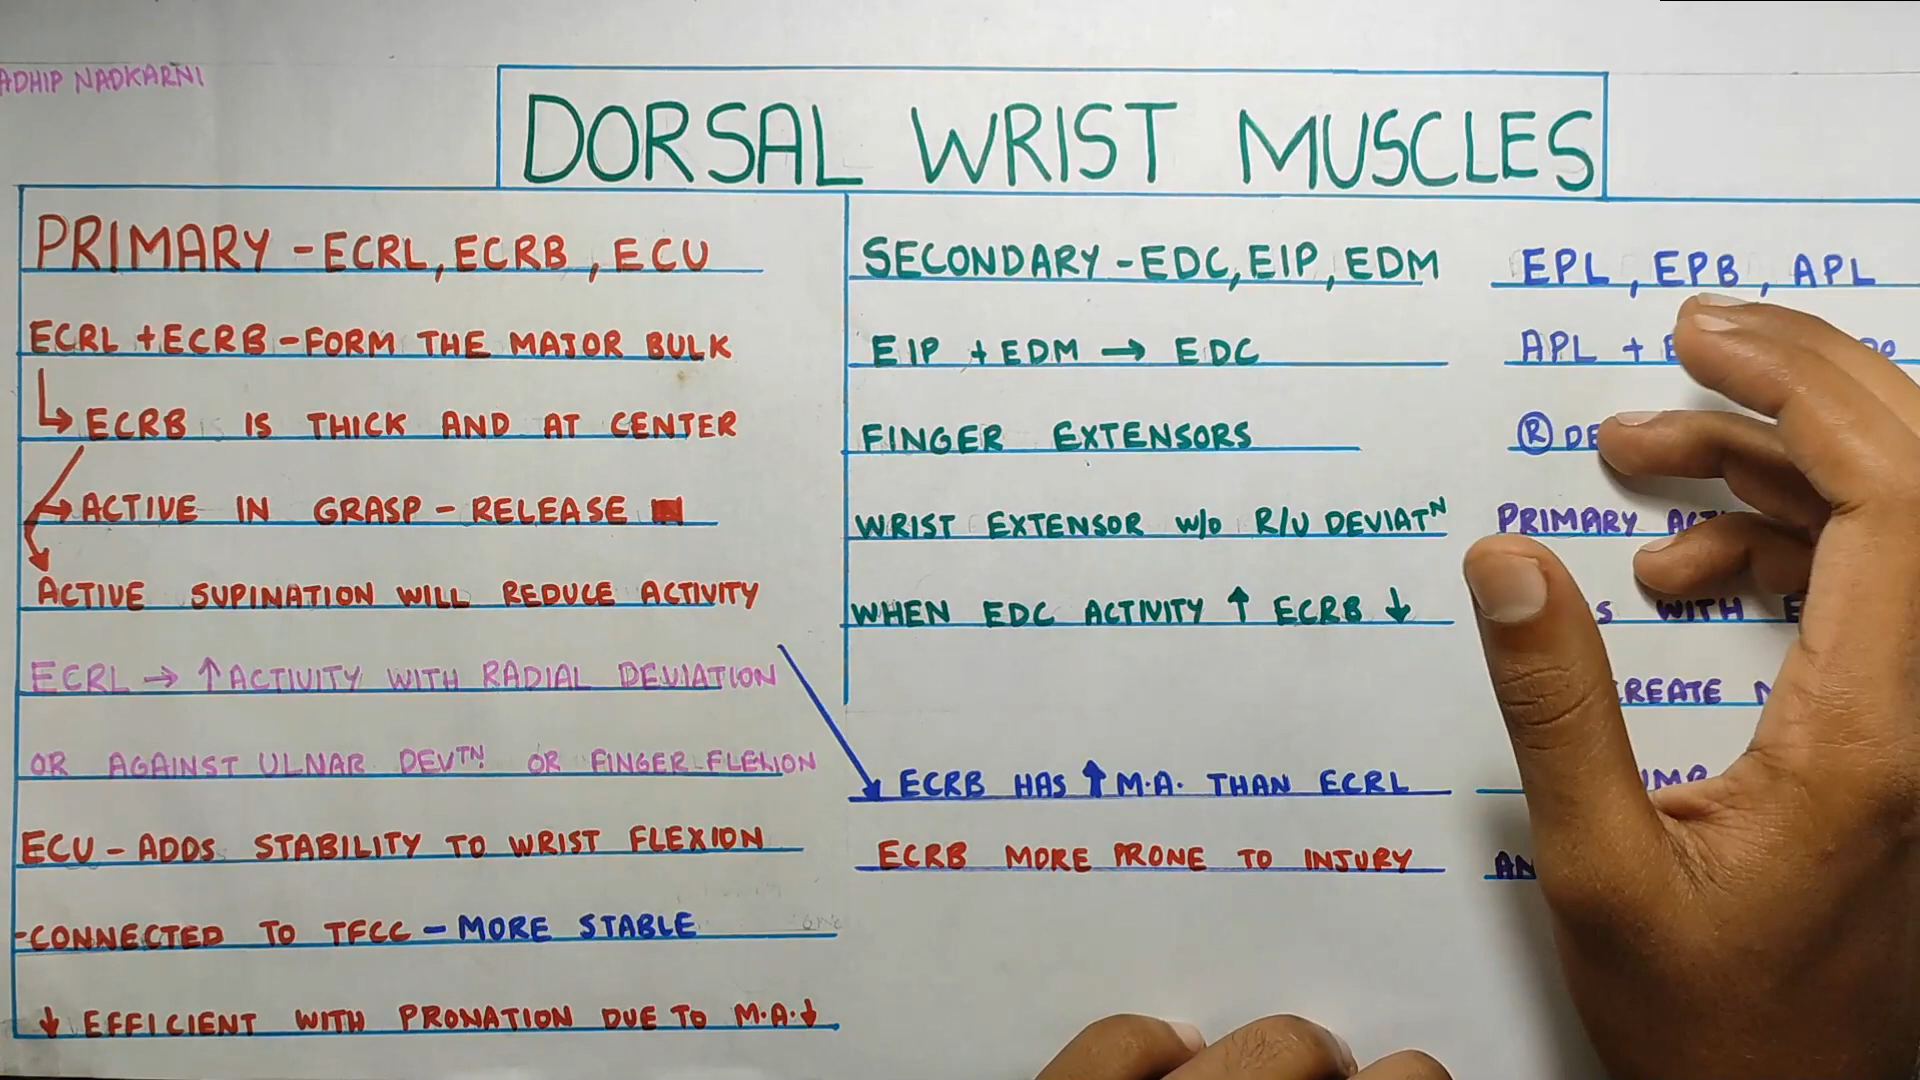 ADHIP NADKARNI
DORSAL WRIST MUSCLES
PRIMARY - ECRL, ECRB, ECU
ECRL + ECRB - FORM THE MAJOR BULK
ECRB IS THICK AND AT CENTER
ACTIVE IN GRASP - RELEASE
ACTIVE SUPINATION WILL REDUCE ACTIVITY
ECRL → ↑ ACTIVITY WITH RADIAL DEVIATION
OR AGAINST ULNAR DEVTN. OR FINGER FLEXION
ECU - ADDS STABILITY TO WRIST FLEXION
- CONNECTED TO TFCC - MORE STABLE
↓ EFFICIENT WITH PRONATION DUE TO M.A. ↓
SECONDARY - EDC, EIP, EDM
EIP + EDM → EDC
FINGER EXTENSORS
WRIST EXTENSOR W/O R/U DEVIATN
WHEN EDC ACTIVITY ↑ ECRB ↓
ECRB HAS ↑ M.A. THAN ECRL
ECRB MORE PRONE TO INJURY
EPL, EPB, APL
APL +
Ⓡ
PRIMARY
WITH